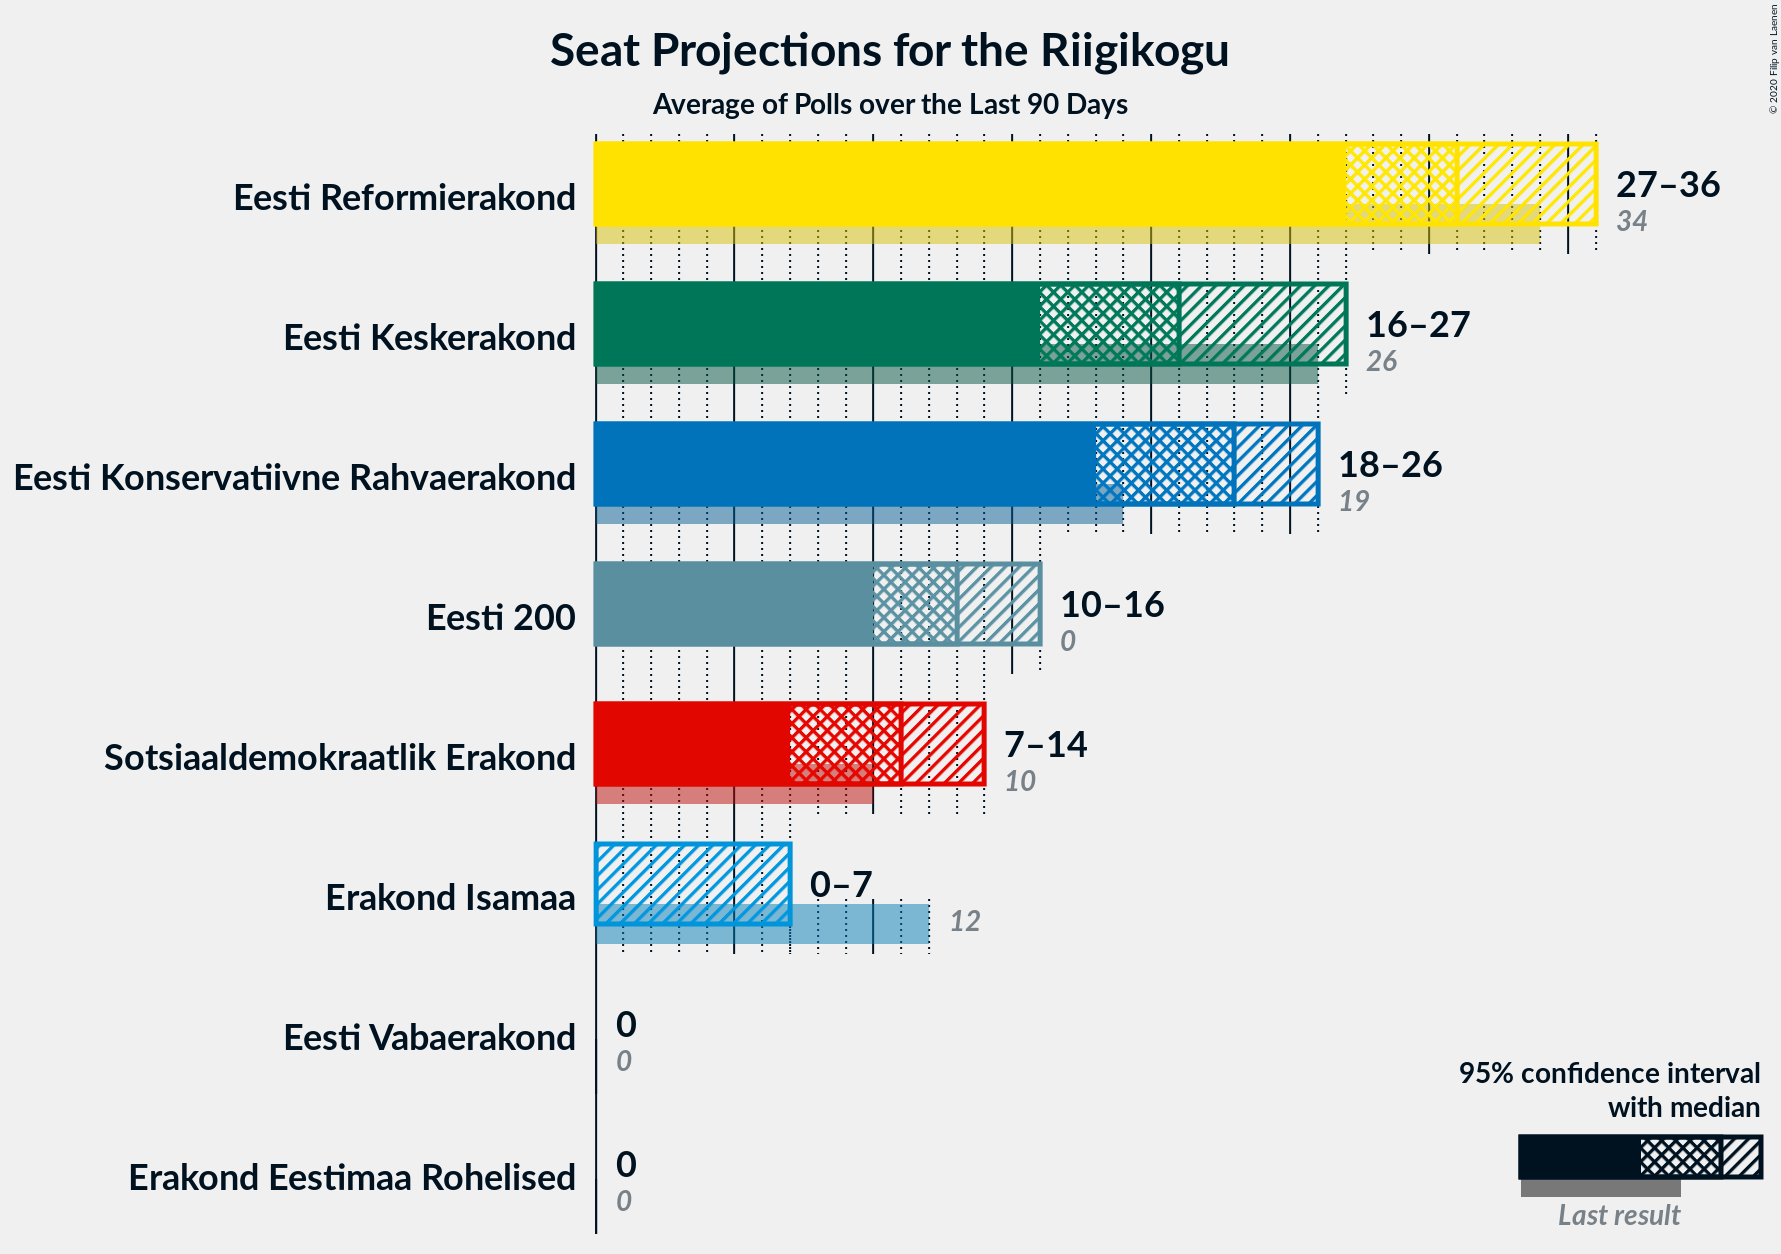 Seat Projections for the Riigikogu
Average of Polls over the Last 90 Days
© 2020 Filip van Laenen
Eesti Reformierakond
27–36
34
Eesti Keskerakond
16–27
26
Eesti Konservatiivne Rahvaerakond
18–26
19
Eesti 200
10–16
0
Sotsiaaldemokraatlik Erakond
7–14
10
Erakond Isamaa
0–7
12
Eesti Vabaerakond
0
0
Erakond Eestimaa Rohelised
0
0
95% confidence interval
with median
Last result